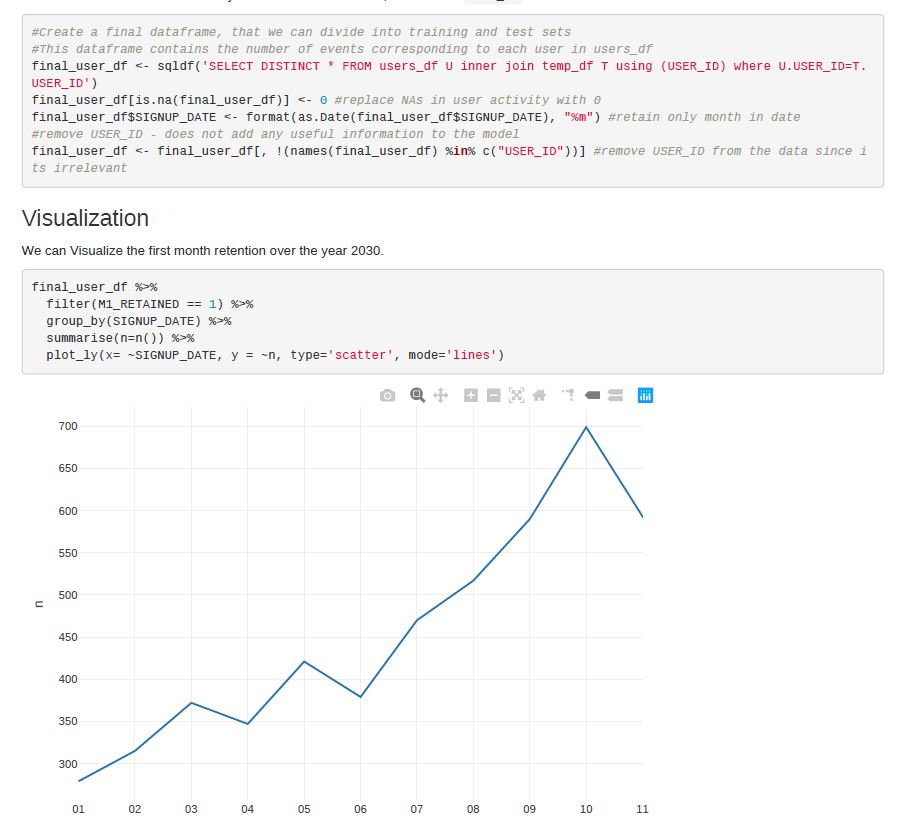 #Create a final dataframe, that we can divide into training and test sets
#This dataframe contains the number of events corresponding to each user in users_df
final_user_df <- sqldf('SELECT DISTINCT * FROM users_df U inner join temp_df T using (USER_ID) where U.USER_ID=T.
USER_ID')
final_user_df[is.na(final_user_df)] <- 0 #replace NAs in user activity with 0
final_user_df$SIGNUP_DATE <- format(as.Date(final_user_df$SIGNUP_DATE), "%m") #retain only month in date
#remove USER_ID - does not add any useful information to the model
final_user_df <- final_user_df[, !(names(final_user_df) %in% c("USER_ID"))] #remove USER_ID from the data since i
ts irrelevant
Visualization
We can Visualize the first month retention over the year 2030.
final_user_df %>%
  filter(M1_RETAINED == 1) %>%
  group_by(SIGNUP_DATE) %>%
  summarise(n=n()) %>%
  plot_ly(x= ~SIGNUP_DATE, y = ~n, type='scatter', mode='lines')
700
650
600
550
500
n
450
400
350
300
01 02 03 04 05 06 07 08 09 10 11